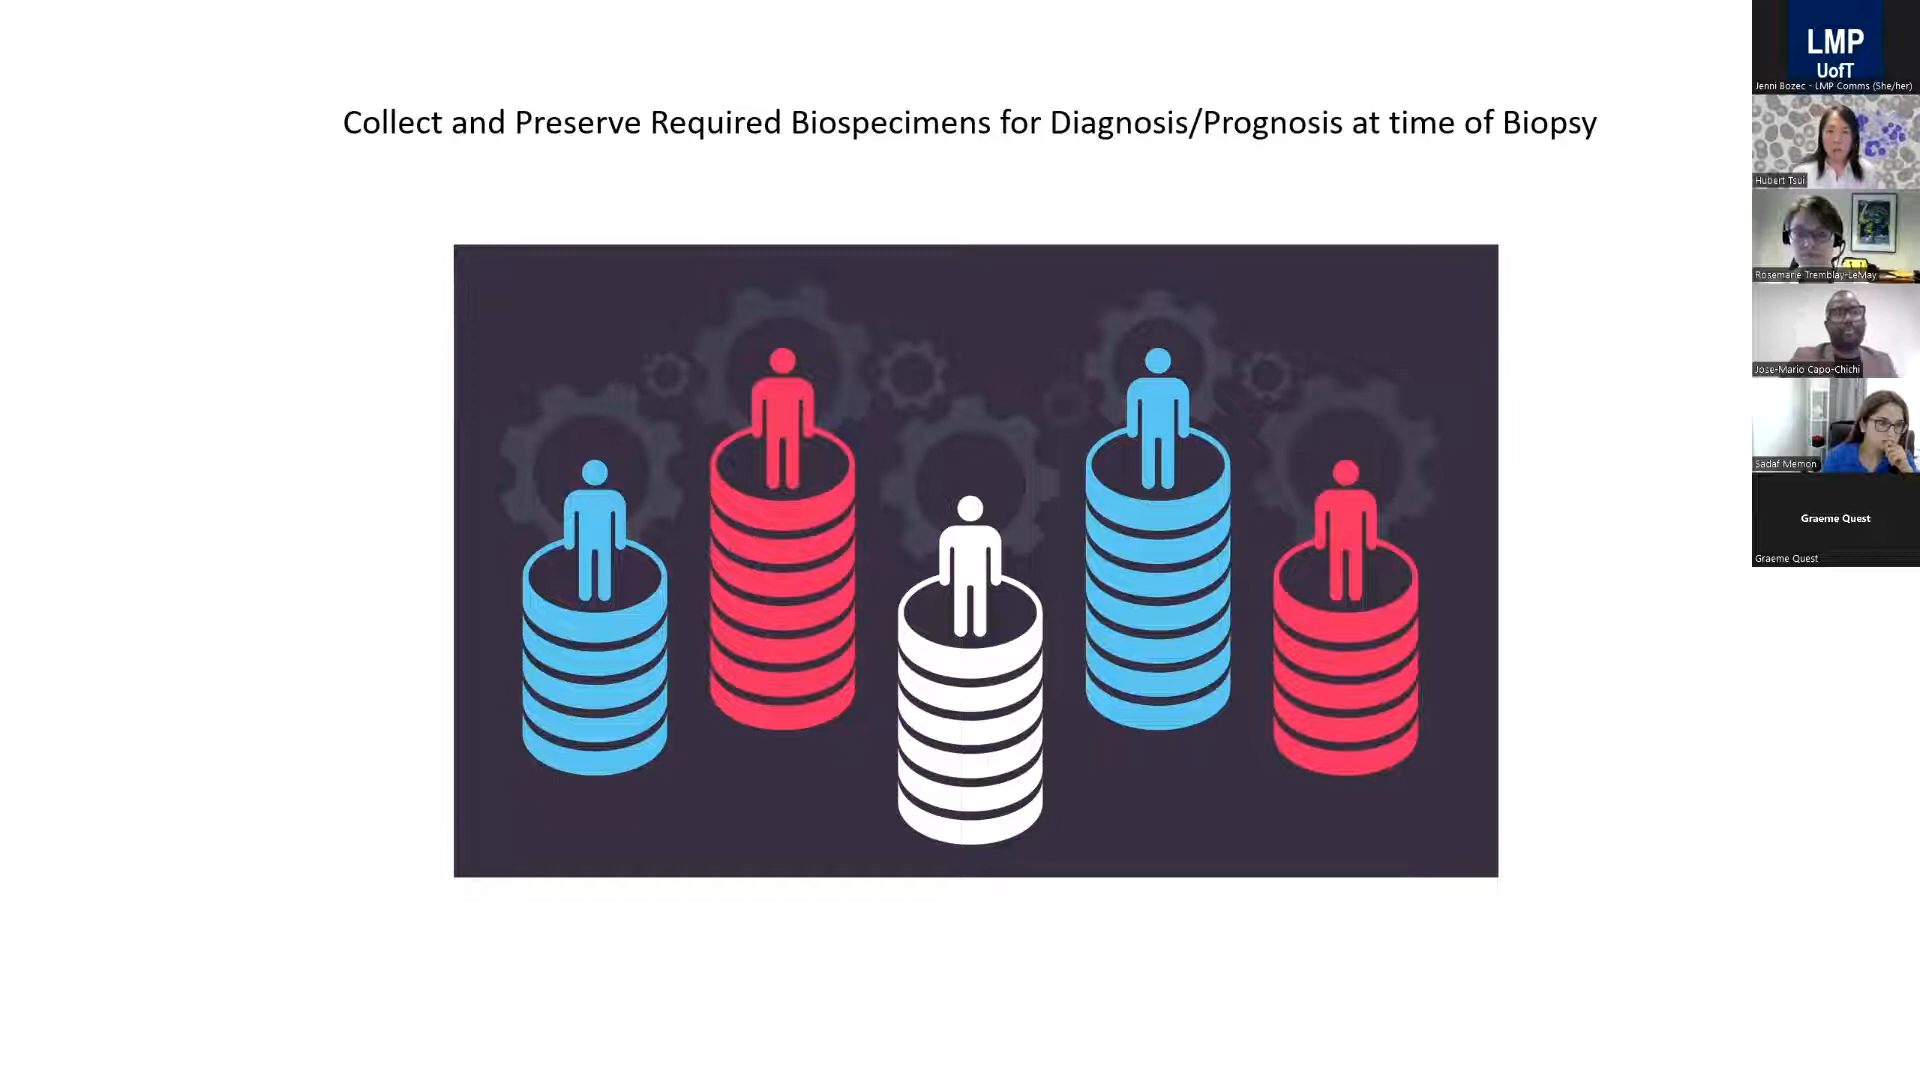 Collect and Preserve Required Biospecimens for Diagnosis/Prognosis at time of Biopsy
LMP
UofT
Jenni Bozec - LMP Comms (She/her)
Hubert Tsui
Rosemarie Tremblay-LeMay
Jose-Mario Capo-Chichi
Sadaf Memon
Graeme Quest
Graeme Quest